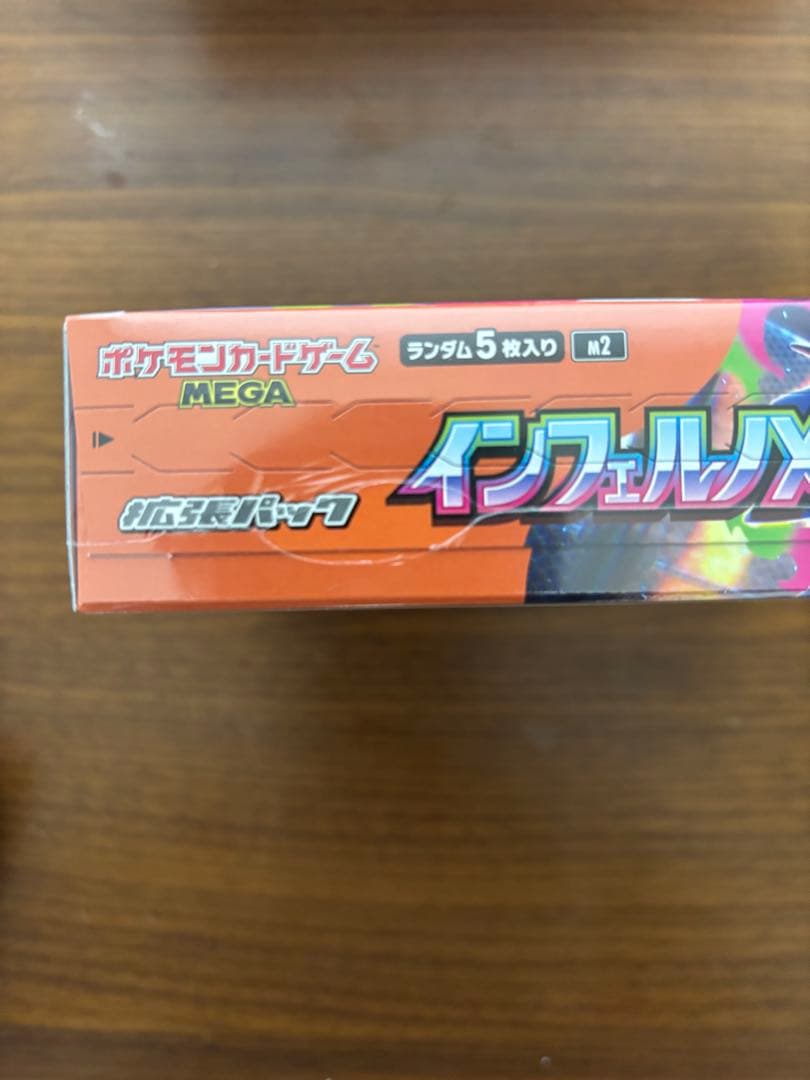 ポケモンカードゲーム
MEGA
ランダム5枚入り M2
インフェルノX
拡張パック